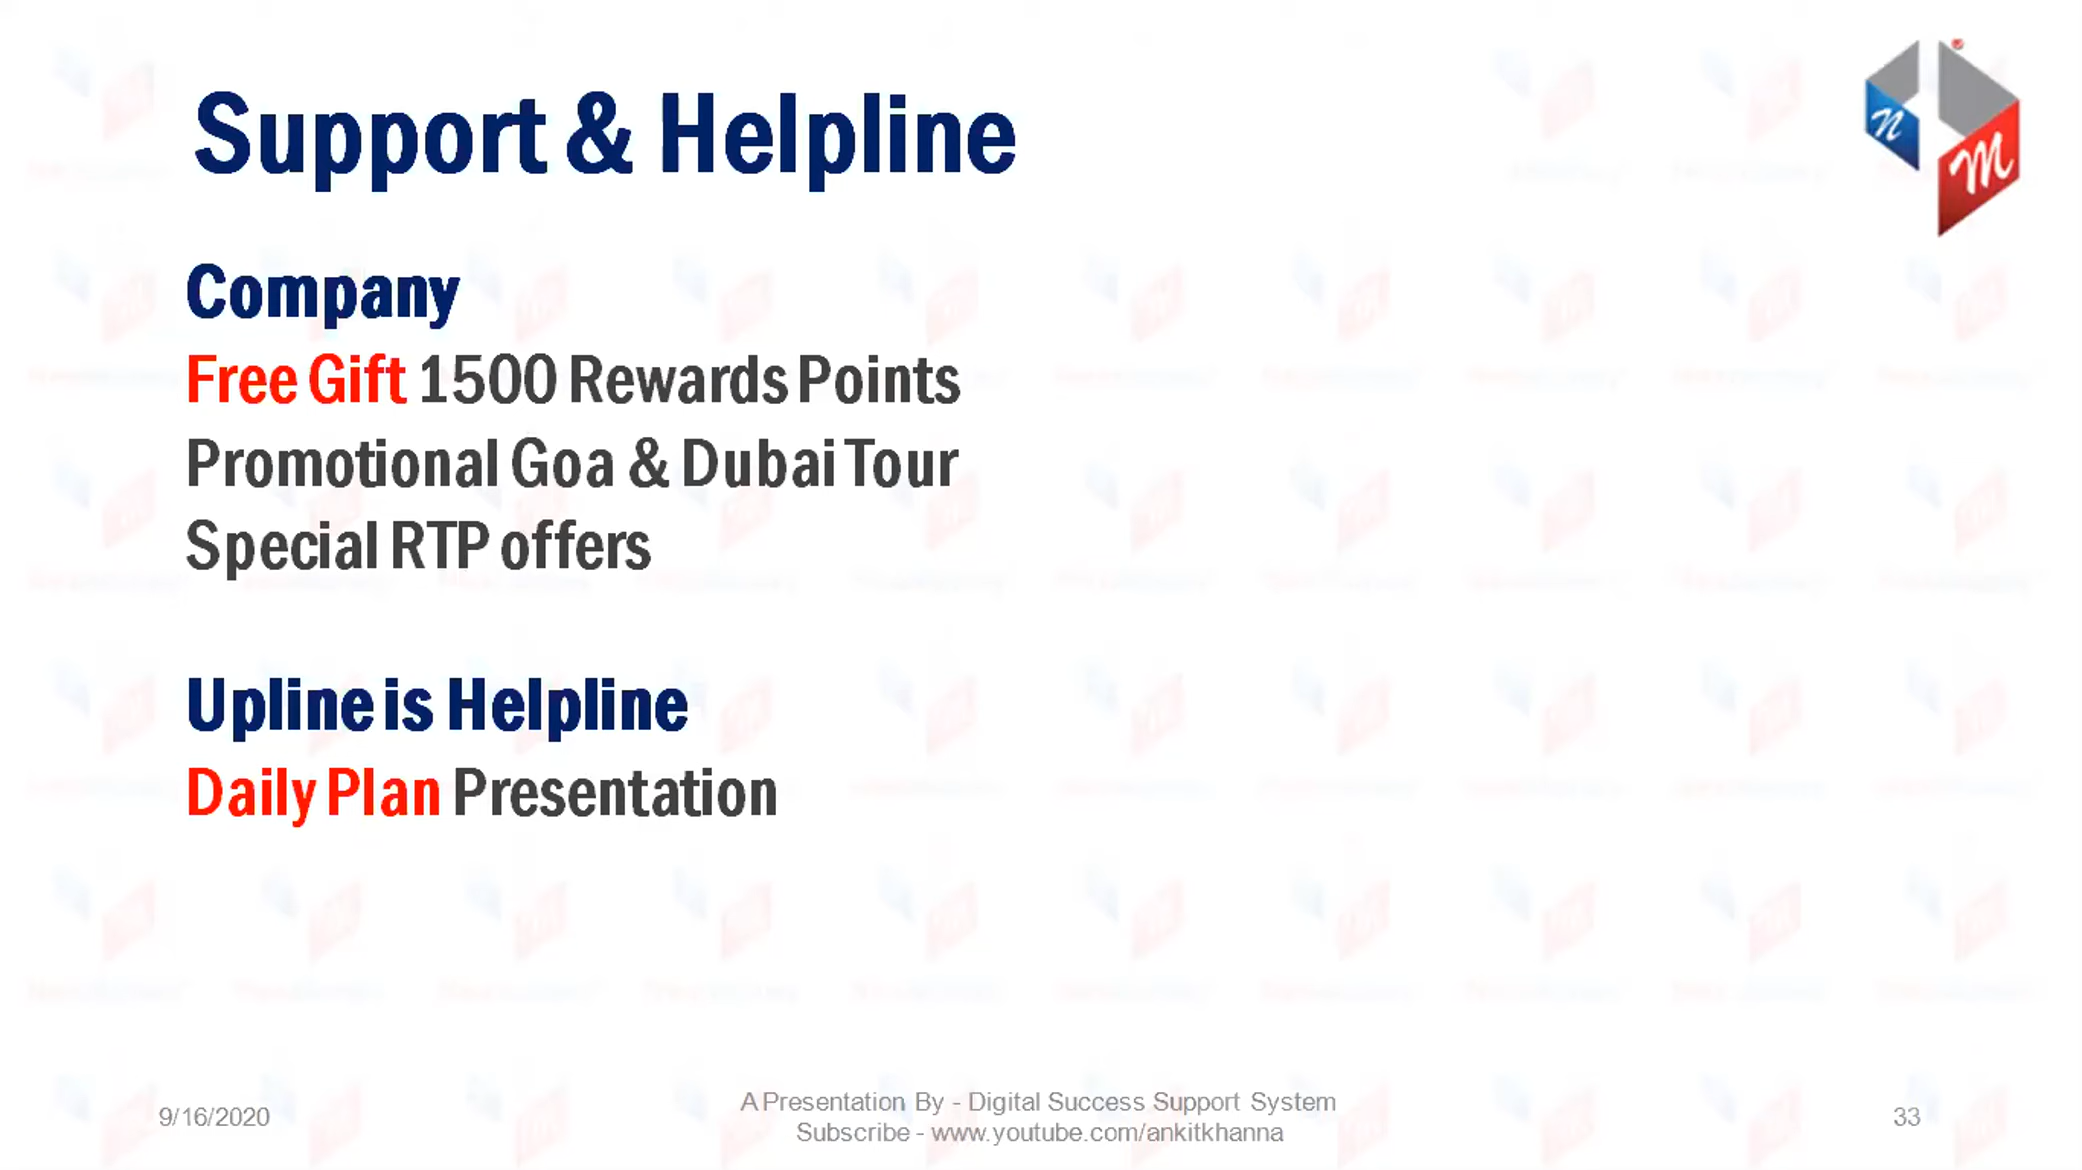 Support & Helpline
n
M
Company
Free Gift 1500 Rewards Points
Promotional Goa & Dubai Tour
Special RTP offers
Upline is Helpline
Daily Plan Presentation
9/16/2020
A Presentation By - Digital Success Support System
Subscribe - www.youtube.com/ankitkhanna
33